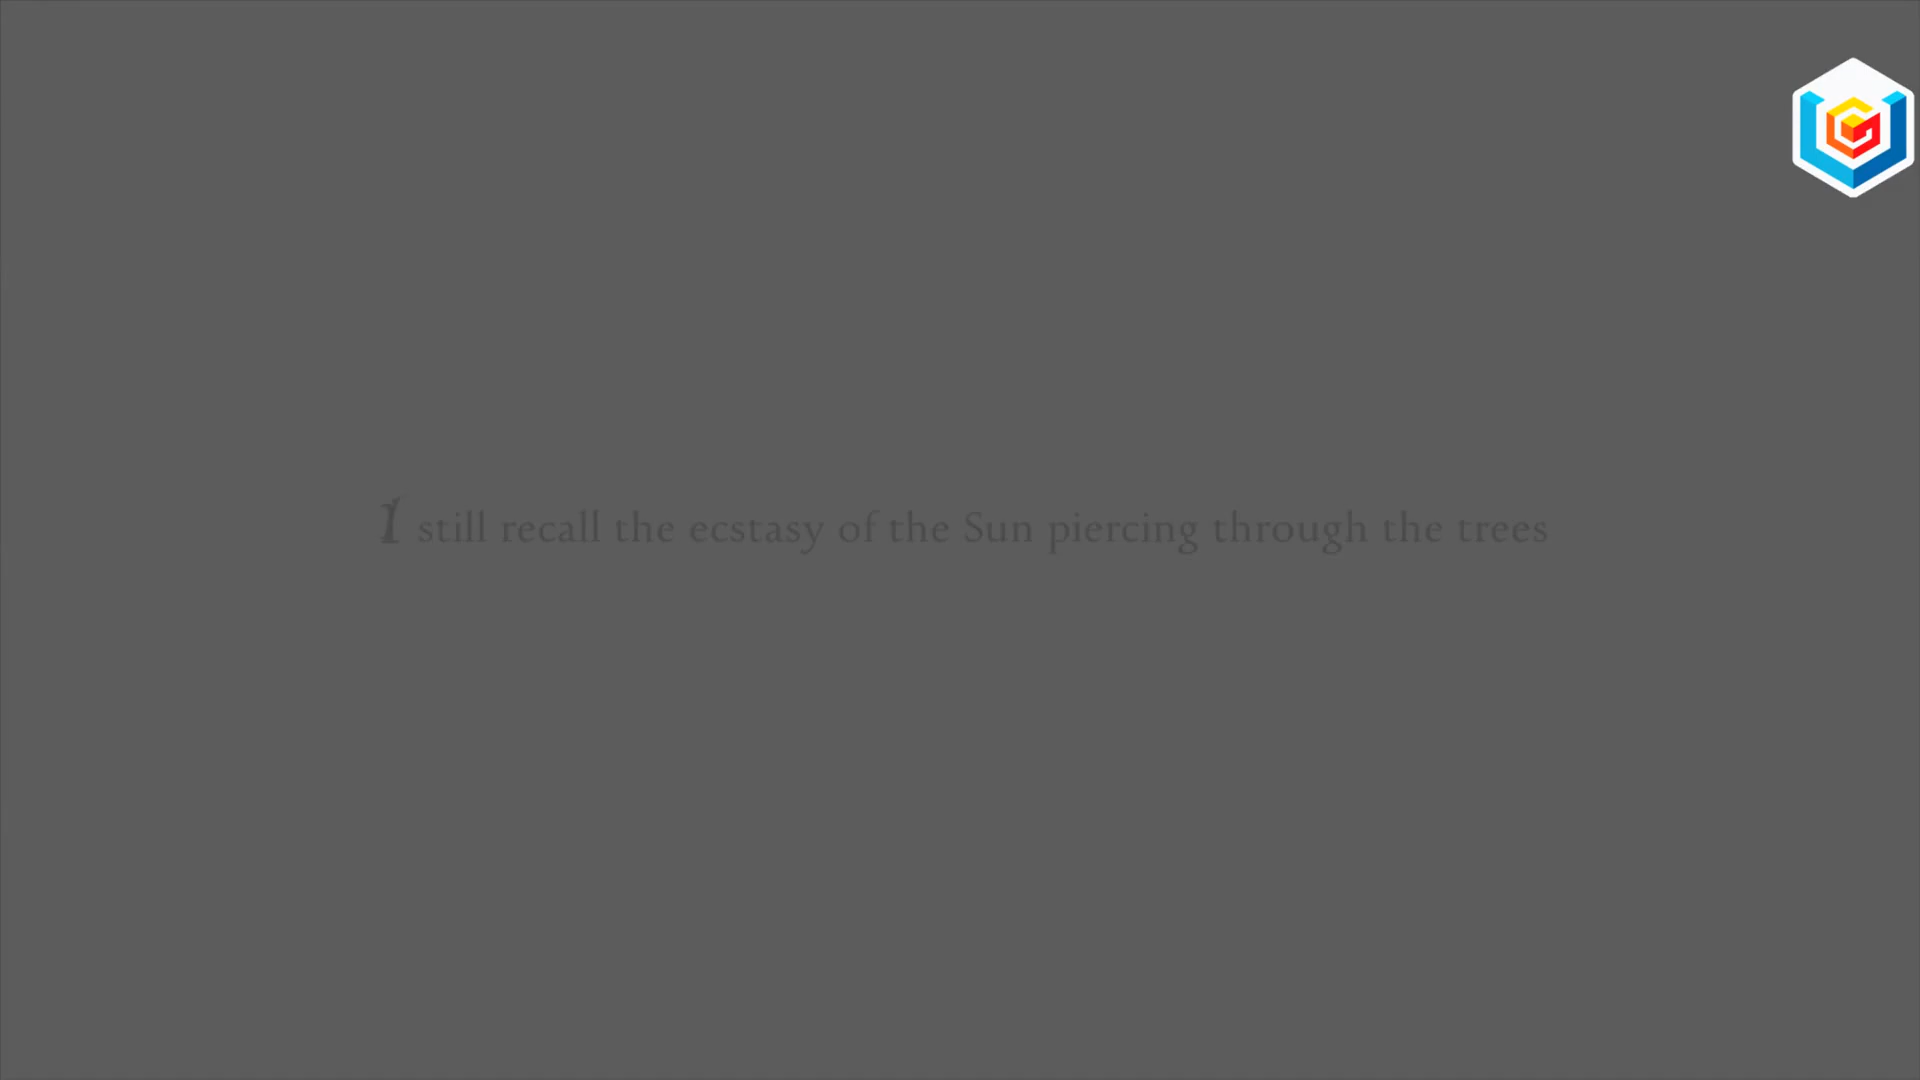 I still recall the ecstasy of the Sun piercing through the trees